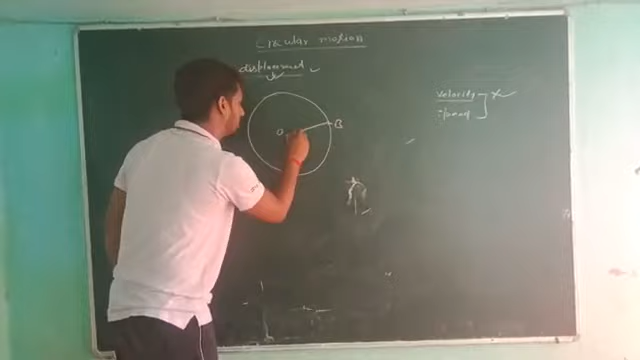 Circular motion
displacement
O
B
velocity
speed